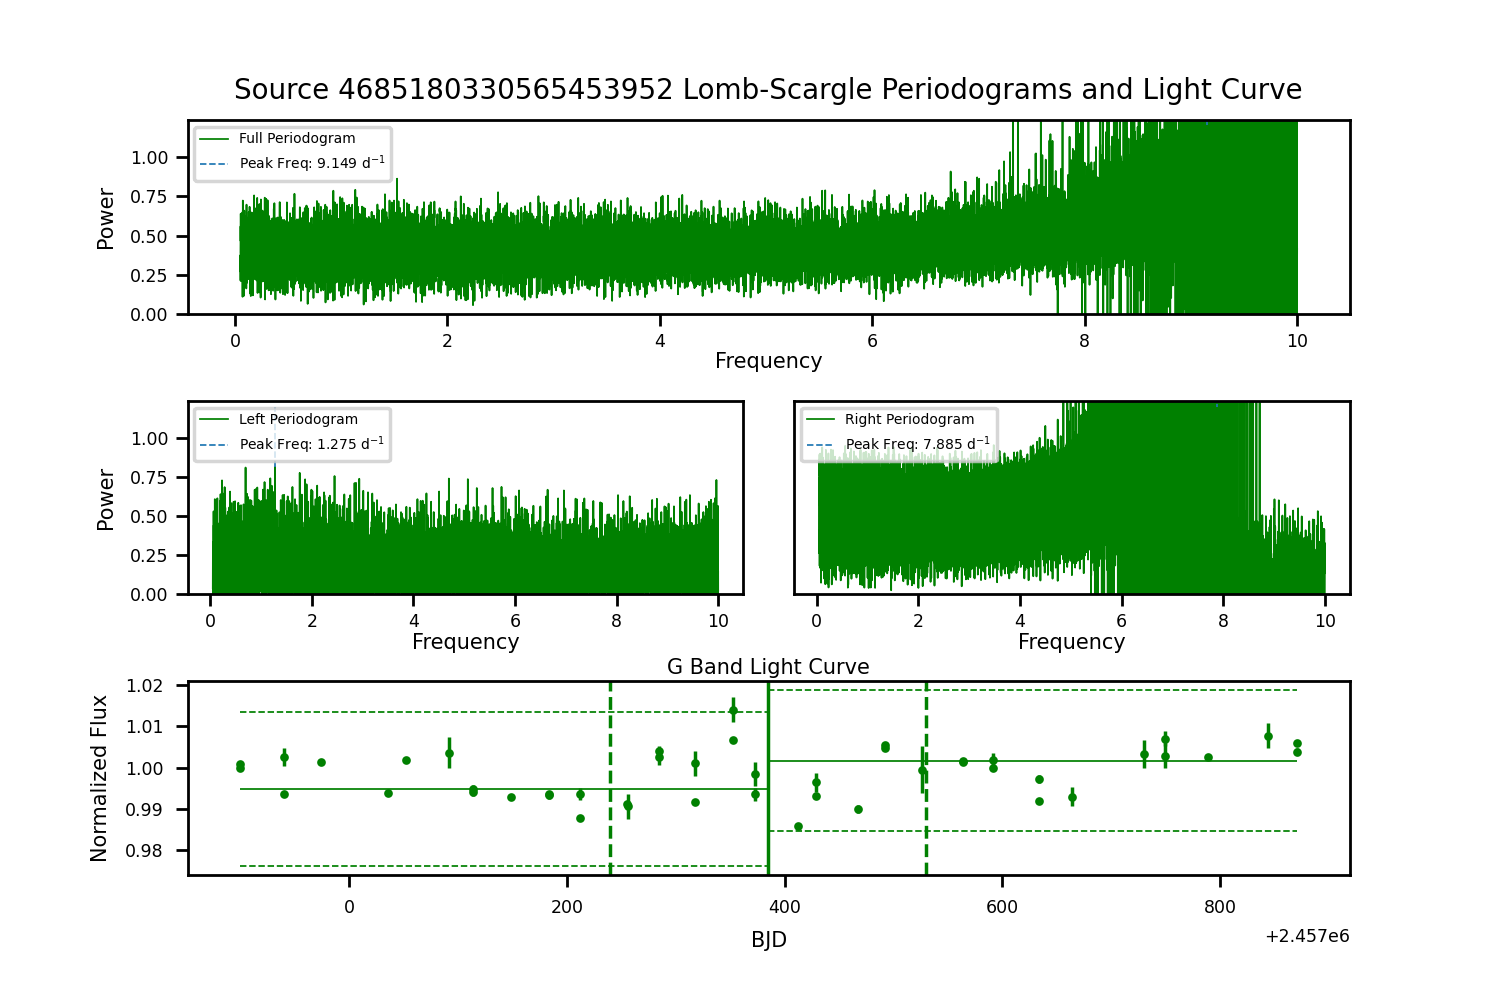 Source 4685180330565453952 Lomb-Scargle Periodograms and Light Curve
Full Periodogram
Peak Freq: 9.149 d⁻¹
Power
1.00
0.75
0.50
0.25
0.00
0 2 4 6 8 10
Frequency
Left Periodogram
Peak Freq: 1.275 d⁻¹
Power
1.00
0.75
0.50
0.25
0.00
0 2 4 6 8 10
Frequency
Right Periodogram
Peak Freq: 7.885 d⁻¹
0 2 4 6 8 10
Frequency
G Band Light Curve
Normalized Flux
1.02
1.01
1.00
0.99
0.98
0 200 400 600 800
BJD
+2.457e6